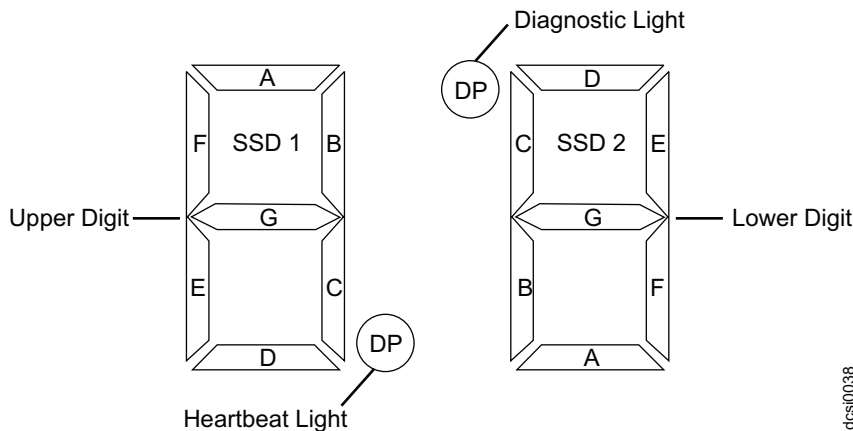 Diagnostic Light
A
DP
D
F
SSD 1
B
C
SSD 2
E
Upper Digit
G
G
Lower Digit
E
C
B
F
DP
D
A
Heartbeat Light
dcsi0038